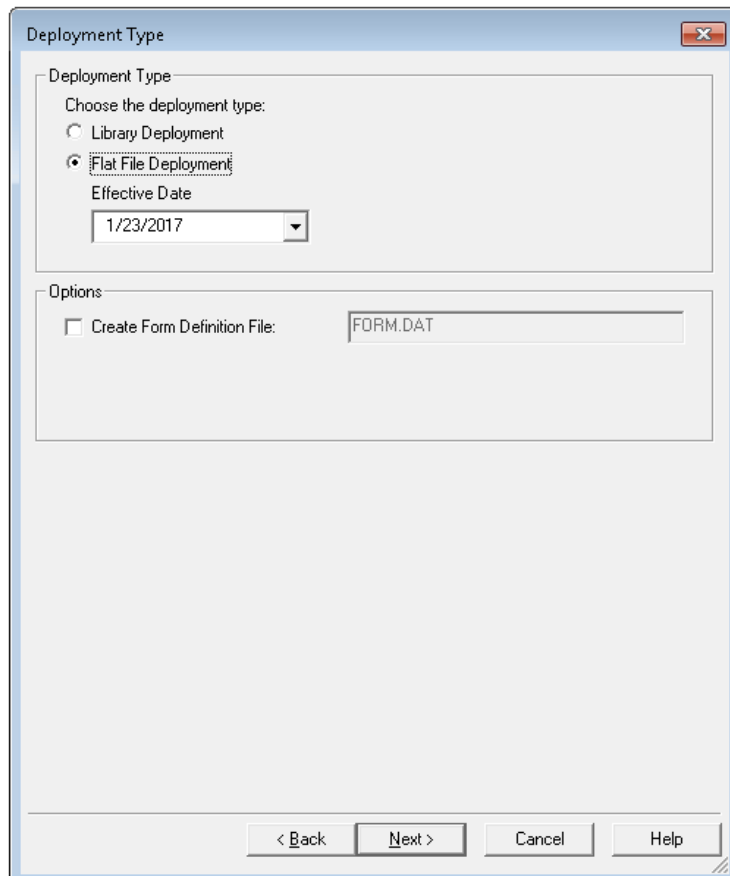 Deployment Type
Deployment Type
Choose the deployment type:
Library Deployment
Flat File Deployment
Effective Date
1/23/2017
Options
Create Form Definition File: FORM.DAT
< Back Next > Cancel Help